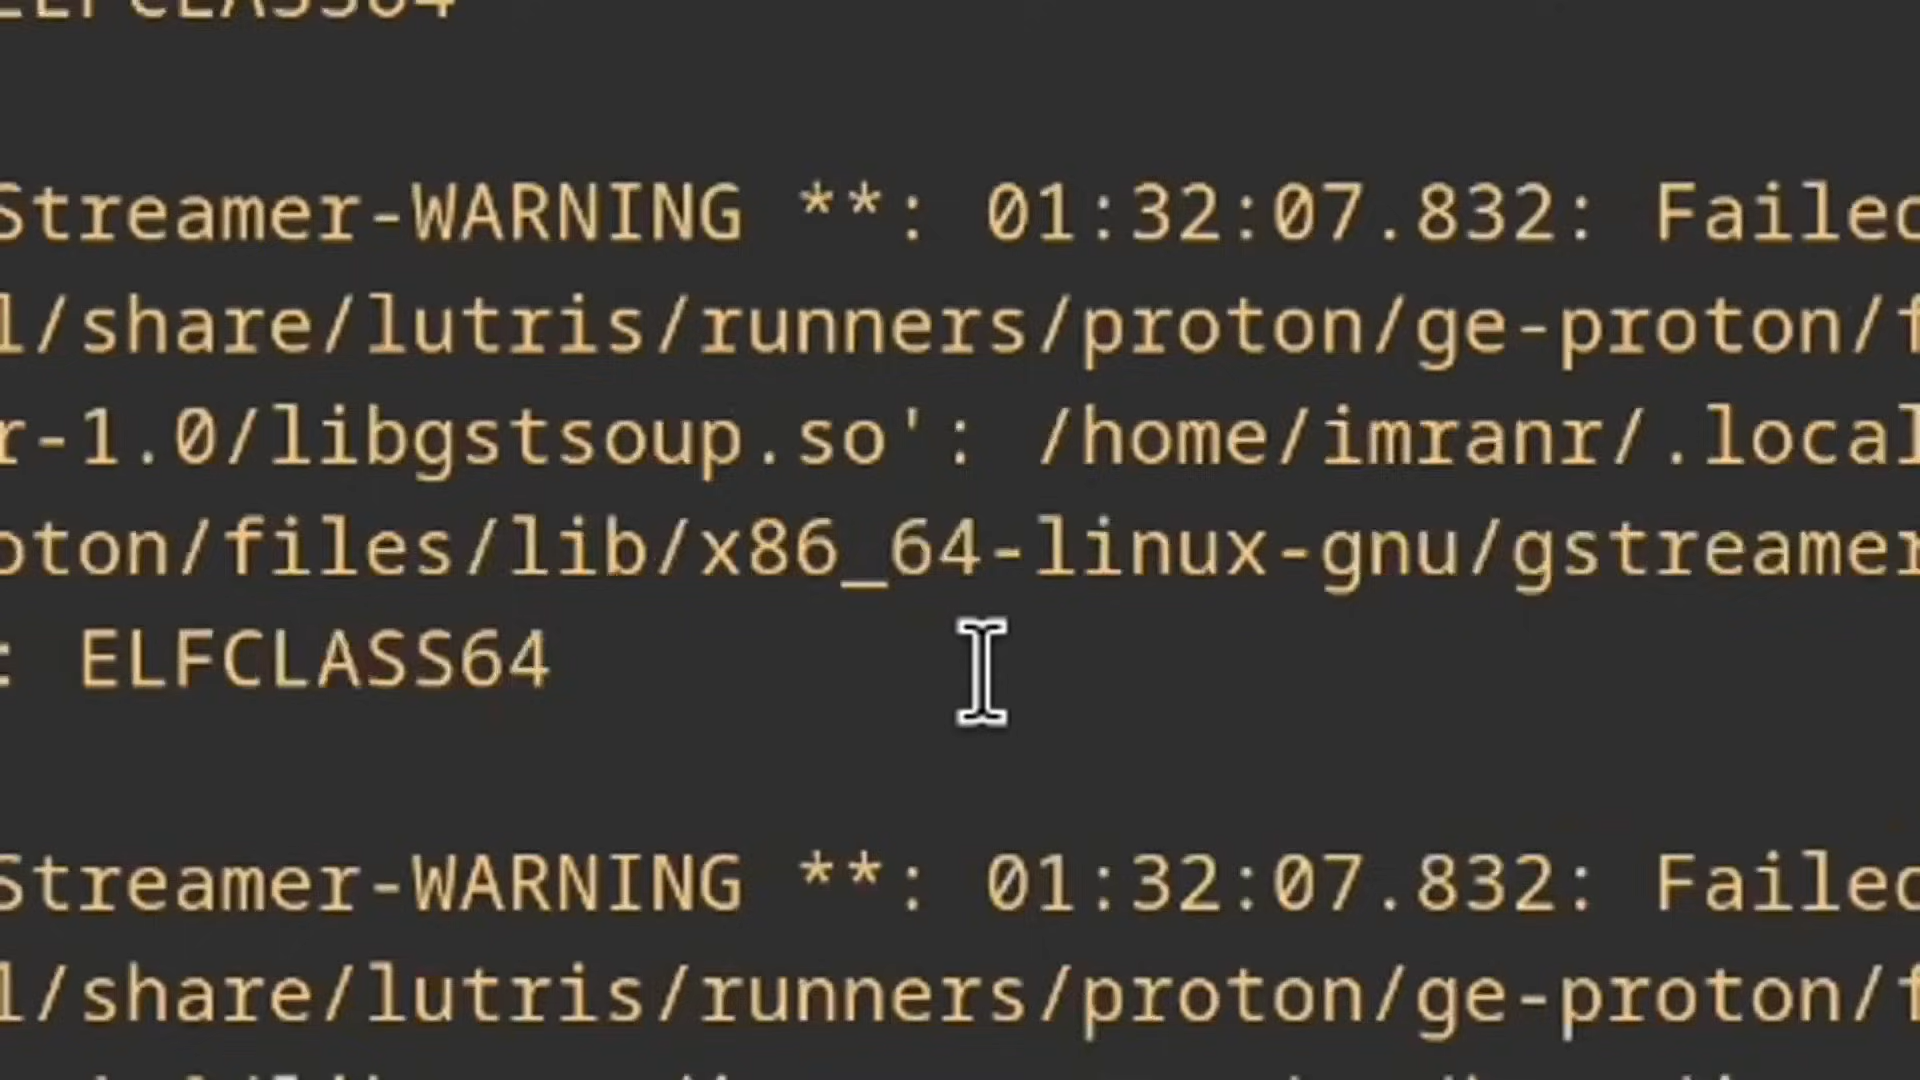 ELFCLASS64
Streamer-WARNING **: 01:32:07.832: Failed
l/share/lutris/runners/proton/ge-proton/f
r-1.0/libgstsoup.so': /home/imranr/.local
oton/files/lib/x86_64-linux-gnu/gstreamer
: ELFCLASS64
Streamer-WARNING **: 01:32:07.832: Failed
l/share/lutris/runners/proton/ge-proton/f